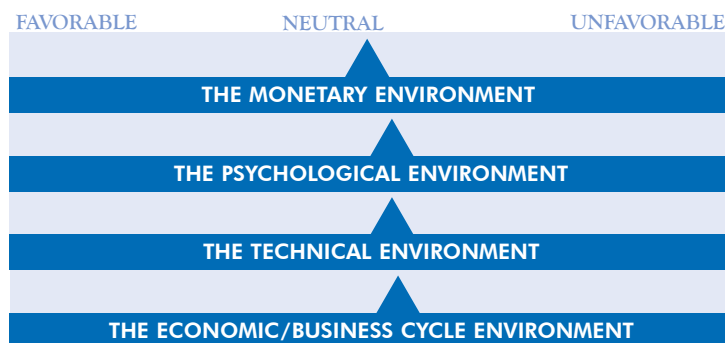 FAVORABLE NEUTRAL UNFAVORABLE
THE MONETARY ENVIRONMENT
THE PSYCHOLOGICAL ENVIRONMENT
THE TECHNICAL ENVIRONMENT
THE ECONOMIC/BUSINESS CYCLE ENVIRONMENT